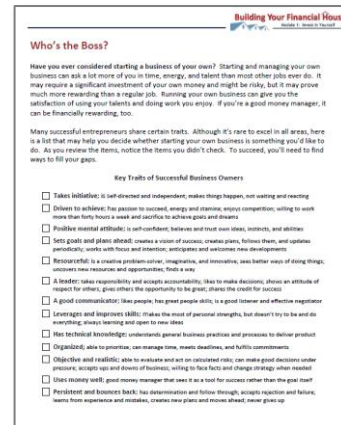 Building Your Financial House
Module 1: Invest in Yourself
Who's the Boss?
Have you ever considered starting a business of your own? Starting and managing your own
business can ask a lot more of you in time, energy, and talent than most other jobs ever do. It
may require a significant investment of your own money and might be risky, but it may prove
much more rewarding than a regular job. Running your own business can give you the
satisfaction of using your talents and doing work you enjoy. If you're a good money manager, it
can be financially rewarding, too.
Many successful entrepreneurs share certain traits. Although it's rare to excel in all areas, here
is a list that may help you decide whether starting your own business is something you'd like to
do. As you review the items, notice the items you didn't check. To succeed, you'll need to find
ways to fill your gaps.
Key Traits of Successful Business Owners
Takes initiative; is self-directed and independent; makes things happen, not waiting and reacting
Driven to achieve; has passion to succeed, energy and stamina; enjoys competition; willing to work
more than forty hours a week and sacrifice to achieve goals and dreams
Positive mental attitude; is self-confident; believes and trust own ideas, instincts, and abilities
Sets goals and plans ahead; creates a vision of success; creates plans, follows them, and updates
periodically; works with focus and intention; anticipates and welcomes new developments
Resourceful; is a creative problem-solver, imaginative, and innovative; sees better ways of doing things;
uncovers new resources and opportunities; finds a way
A leader; takes responsibility and accepts accountability; likes to make decisions; shows an attitude of
respect for others, gives others the opportunity to be great; shares the credit for success
A good communicator; likes people; has great people skills; is a good listener and effective negotiator
Leverages and improves skills; makes the most of personal strengths, but doesn't try to be and do
everything; always learning and open to new ideas
Has technical knowledge; understands general business practices and processes to deliver product
Organized; able to prioritize; can manage time, meets deadlines, and fulfills commitments
Objective and realistic; able to evaluate and act on calculated risks; can make good decisions under
pressure; accepts ups and downs of business; willing to face facts and change strategy when needed
Uses money well; good money manager that sees it as a tool for success rather than the goal itself
Persistent and bounces back; has determination and follow through; accepts rejection and failure;
learns from experience and mistakes, creates new plans and moves ahead; never gives up